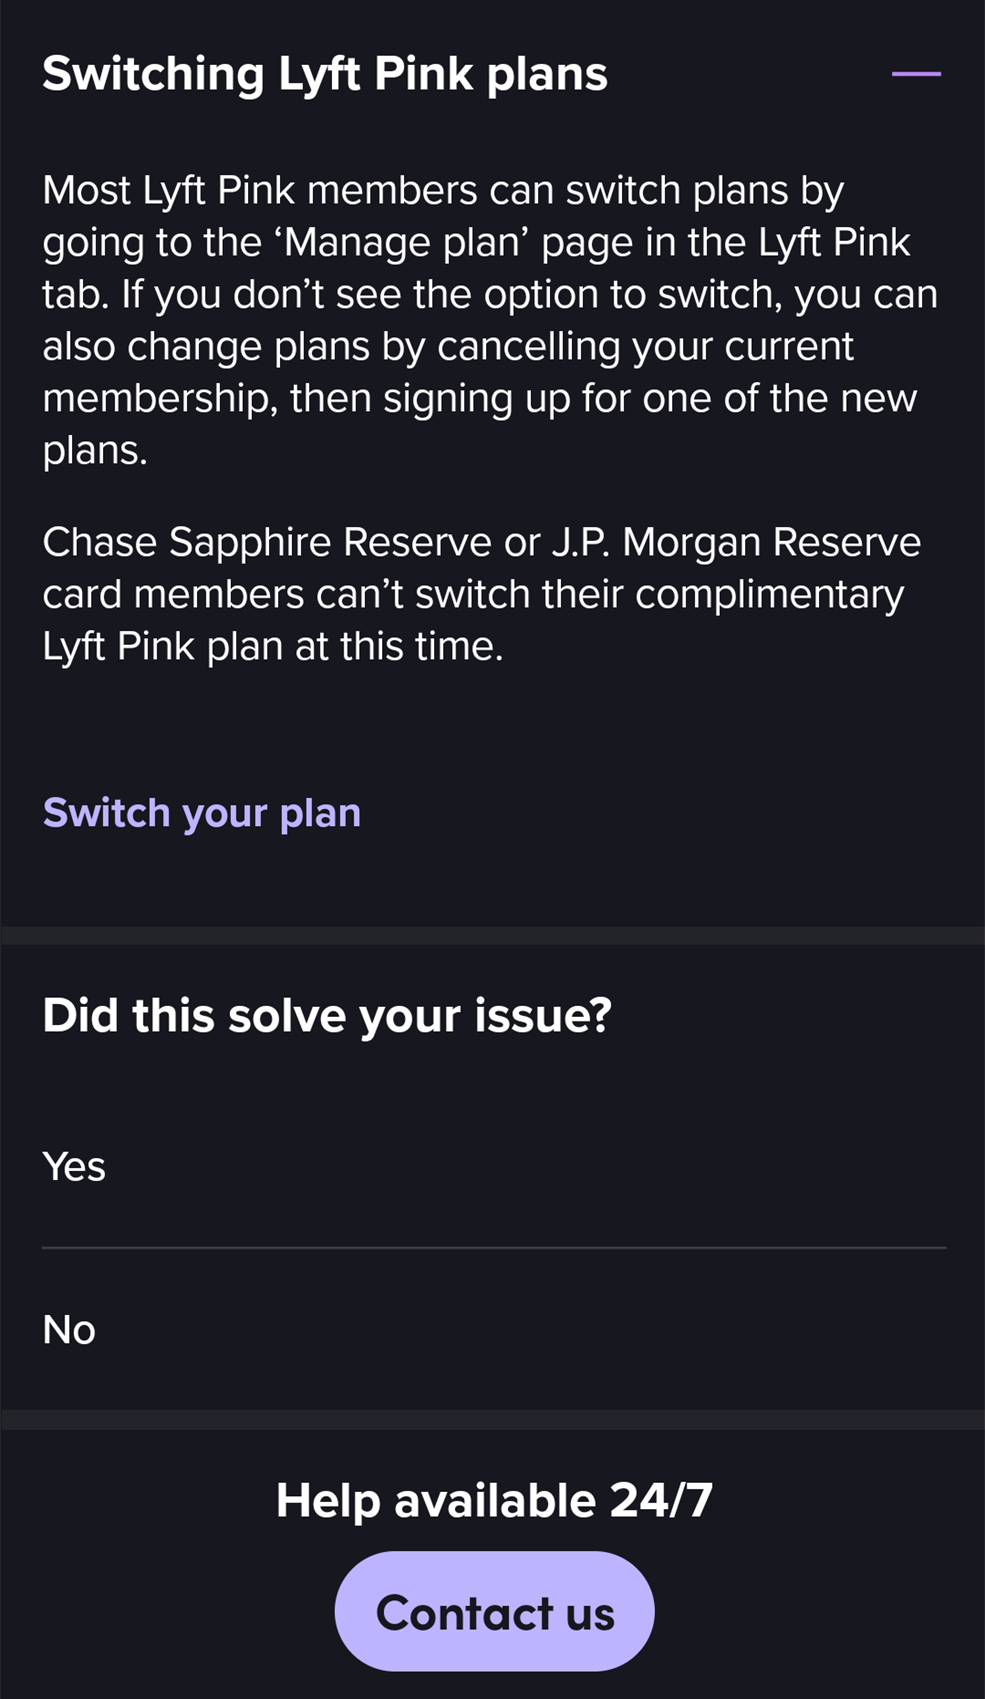 Switching Lyft Pink plans
Most Lyft Pink members can switch plans by
going to the ‘Manage plan’ page in the Lyft Pink
tab. If you don’t see the option to switch, you can
also change plans by cancelling your current
membership, then signing up for one of the new
plans.
Chase Sapphire Reserve or J.P. Morgan Reserve
card members can’t switch their complimentary
Lyft Pink plan at this time.
Switch your plan
Did this solve your issue?
Yes
No
Help available 24/7
Contact us